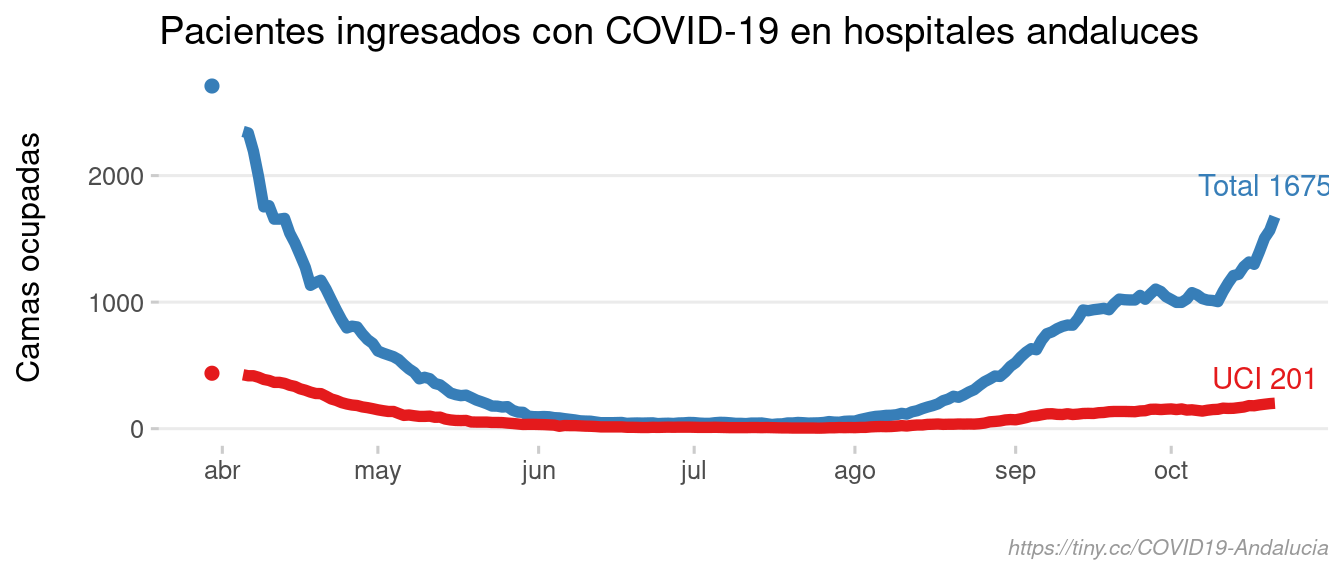 Pacientes ingresados con COVID-19 en hospitales andaluces
Camas ocupadas
2000
1000
0
Total 1675
UCI 201
abr may jun jul ago sep oct
https://tiny.cc/COVID19-Andalucia